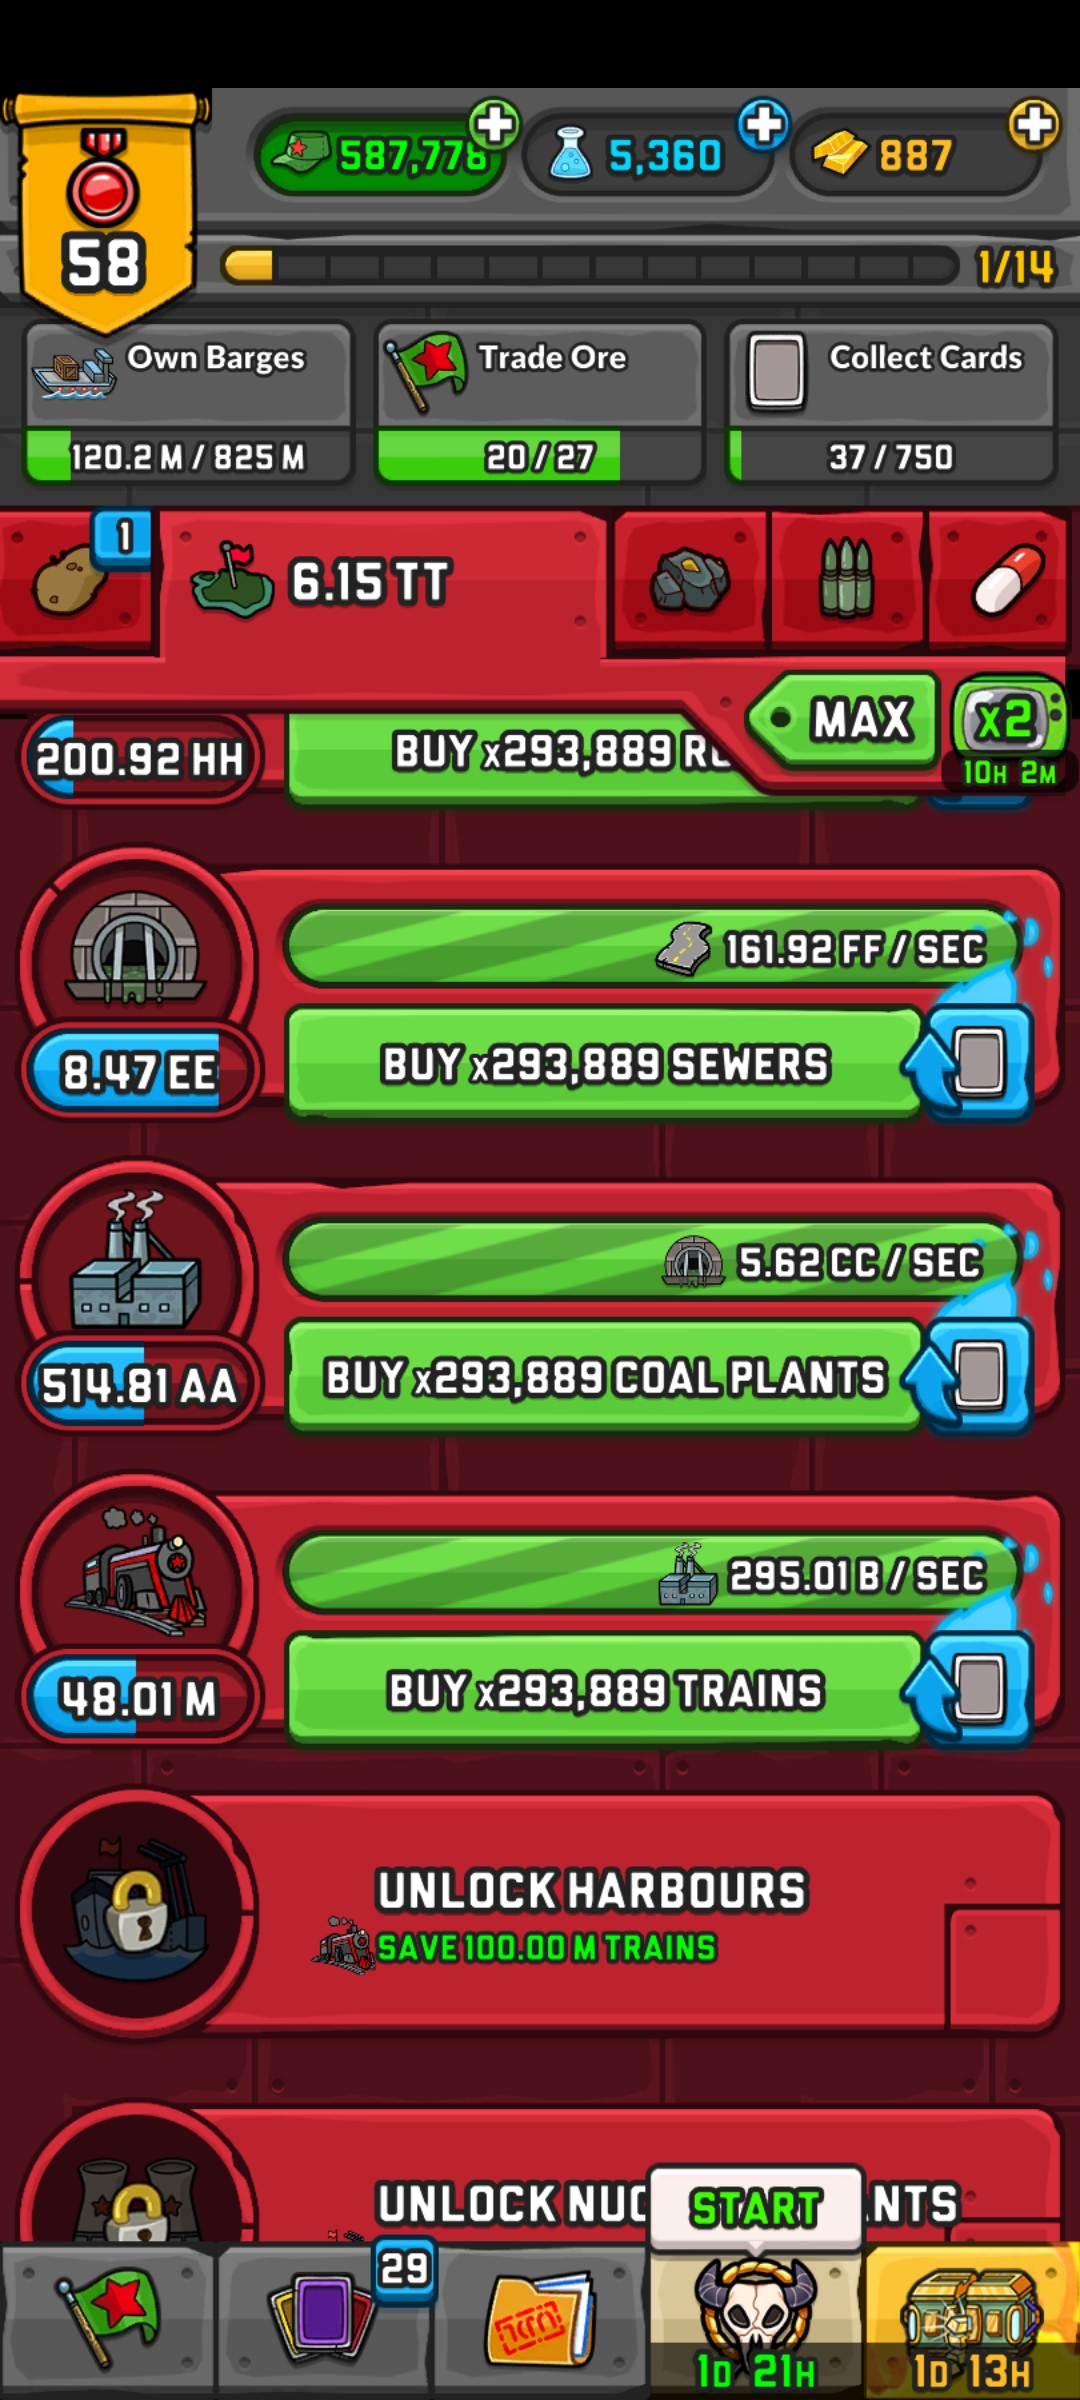 58
587,778
5,360
887
1/14
Own Barges
120.2 M / 825 M
Trade Ore
20 / 27
Collect Cards
37 / 750
1
6.15 TT
MAX
x2
10H 2M
200.92 HH
BUY x293,889
161.92 FF / SEC
8.47 EE
BUY x293,889 SEWERS
5.62 CC / SEC
514.81 AA
BUY x293,889 COAL PLANTS
295.01 B / SEC
48.01 M
BUY x293,889 TRAINS
UNLOCK HARBOURS
SAVE 100.00 M TRAINS
UNLOCK
START
29
1D 21H
1D 13H